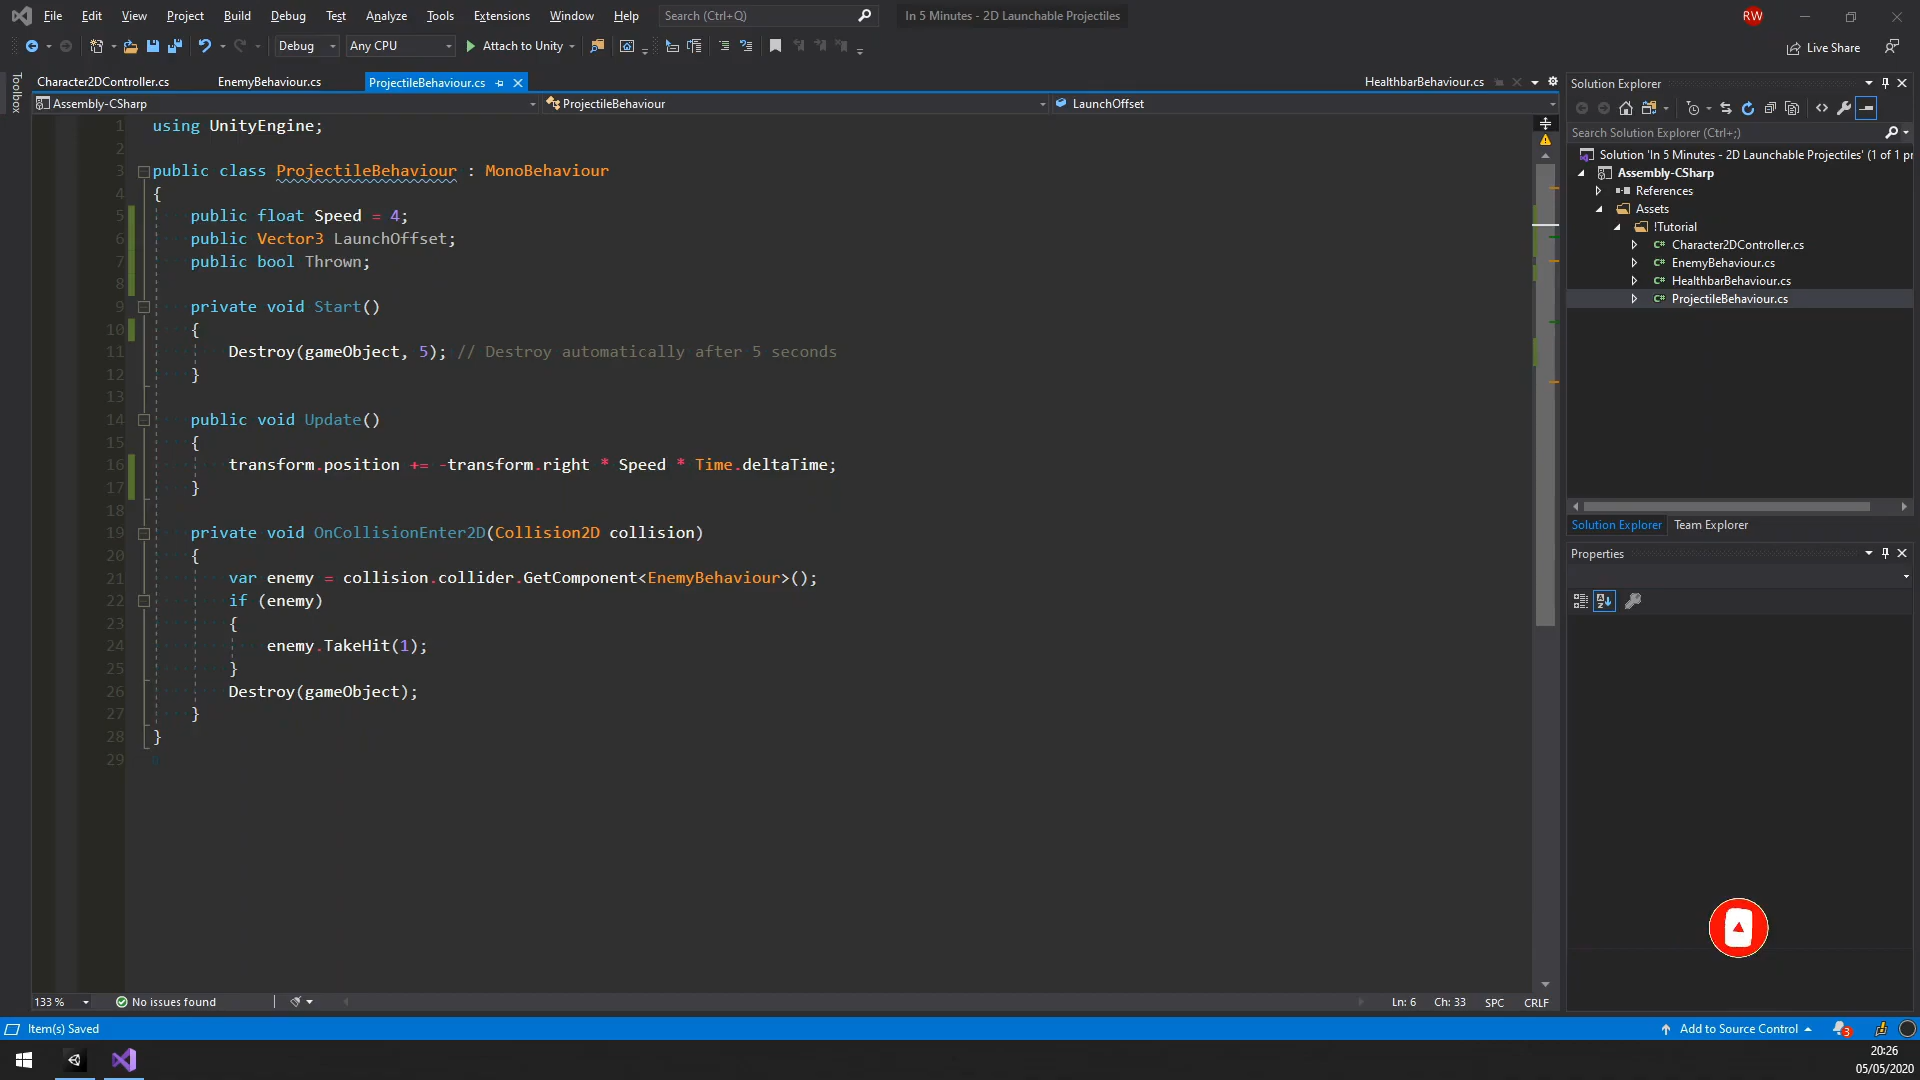 File Edit View Project Build Debug Test Analyze Tools Extensions Window Help Search (Ctrl+Q) In 5 Minutes - 2D Launchable Projectiles RW
Debug Any CPU Attach to Unity Live Share
Toolbox
Character2DController.cs EnemyBehaviour.cs ProjectileBehaviour.cs HealthbarBehaviour.cs
Assembly-CSharp ProjectileBehaviour LaunchOffset
1 using UnityEngine;
2
3 public class ProjectileBehaviour : MonoBehaviour
4 {
5 public float Speed = 4;
6 public Vector3 LaunchOffset;
7 public bool Thrown;
8
9 private void Start()
10 {
11 Destroy(gameObject, 5); // Destroy automatically after 5 seconds
12 }
13
14 public void Update()
15 {
16 transform.position += -transform.right * Speed * Time.deltaTime;
17 }
18
19 private void OnCollisionEnter2D(Collision2D collision)
20 {
21 var enemy = collision.collider.GetComponent<EnemyBehaviour>();
22 if (enemy)
23 {
24 enemy.TakeHit(1);
25 }
26 Destroy(gameObject);
27 }
28 }
29
133 % No issues found Ln: 6 Ch: 33 SPC CRLF
Solution Explorer
Search Solution Explorer (Ctrl+;)
Solution 'In 5 Minutes - 2D Launchable Projectiles' (1 of 1 pr
Assembly-CSharp
References
Assets
!Tutorial
C# Character2DController.cs
C# EnemyBehaviour.cs
C# HealthbarBehaviour.cs
C# ProjectileBehaviour.cs
Solution Explorer Team Explorer
Properties
Item(s) Saved Add to Source Control 3
20:26
05/05/2020